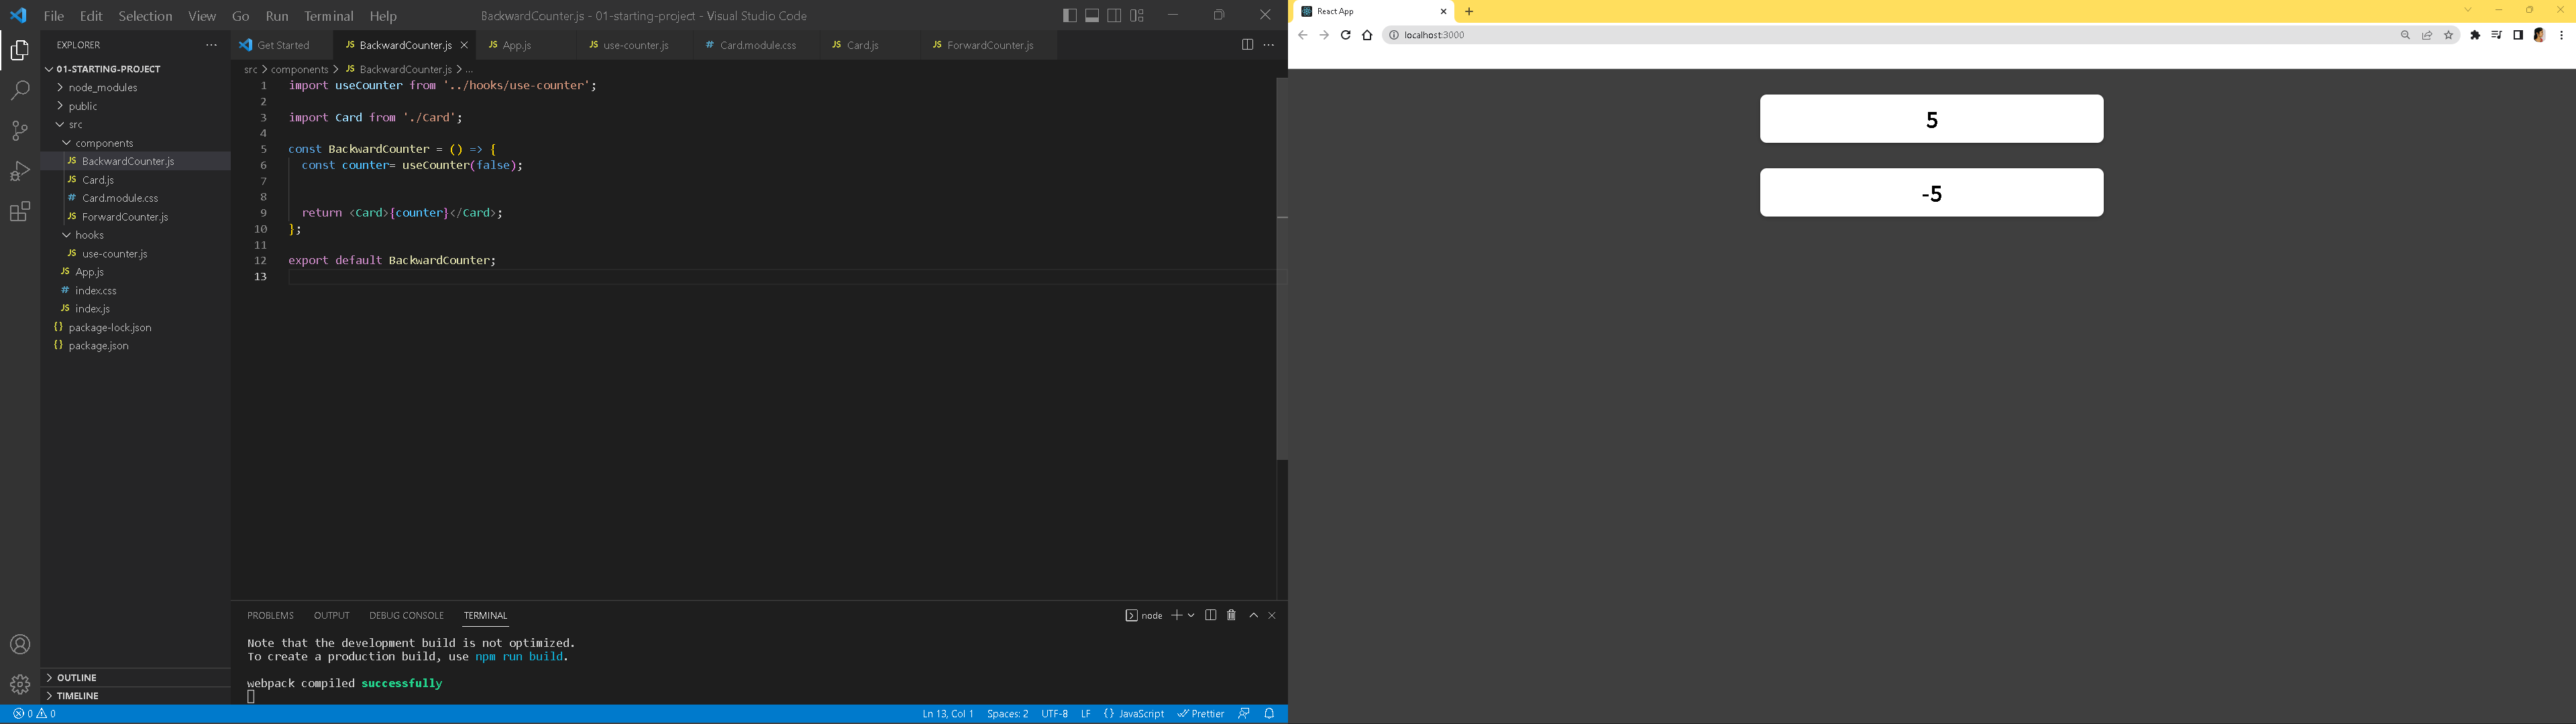 File Edit Selection View Go Run Terminal Help
BackwardCounter.js - 01-starting-project - Visual Studio Code
EXPLORER
01-STARTING-PROJECT
node_modules
public
src
components
BackwardCounter.js
Card.js
Card.module.css
ForwardCounter.js
hooks
use-counter.js
App.js
index.css
index.js
package-lock.json
package.json
OUTLINE
TIMELINE
Get Started
JS BackwardCounter.js
JS App.js
JS use-counter.js
# Card.module.css
JS Card.js
JS ForwardCounter.js
src > components > JS BackwardCounter.js > ...
1 import useCounter from '../hooks/use-counter';
2
3 import Card from './Card';
4
5 const BackwardCounter = () => {
6 const counter= useCounter(false);
7
8
9 return <Card>{counter}</Card>;
10 };
11
12 export default BackwardCounter;
13
PROBLEMS OUTPUT DEBUG CONSOLE TERMINAL
node
Note that the development build is not optimized.
To create a production build, use npm run build.
webpack compiled successfully
0 0
Ln 13, Col 1 Spaces: 2 UTF-8 LF {} JavaScript Prettier
React App
localhost:3000
5
-5